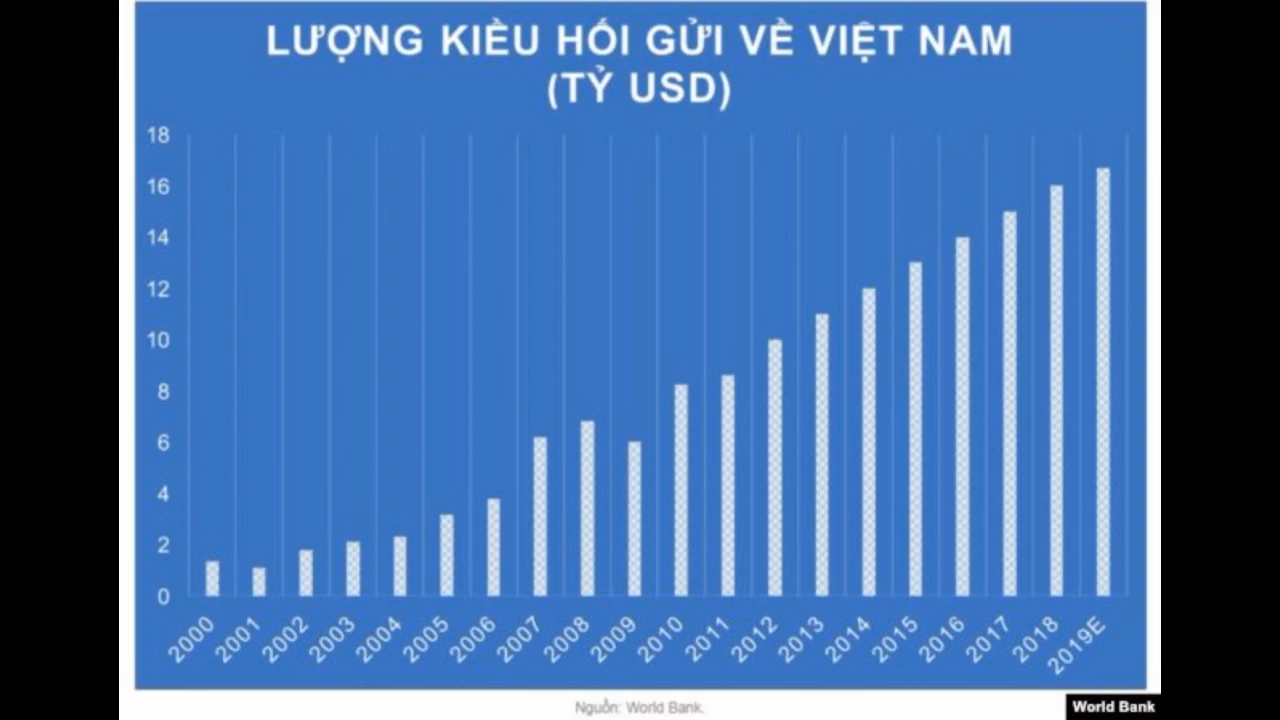 LƯỢNG KIỀU HỐI GỬI VỀ VIỆT NAM
(TỶ USD)
18
16
14
12
10
8
6
4
2
0
2000 2001 2002 2003 2004 2005 2006 2007 2008 2009 2010 2011 2012 2013 2014 2015 2016 2017 2018 2019E
Nguồn: World Bank.
World Bank